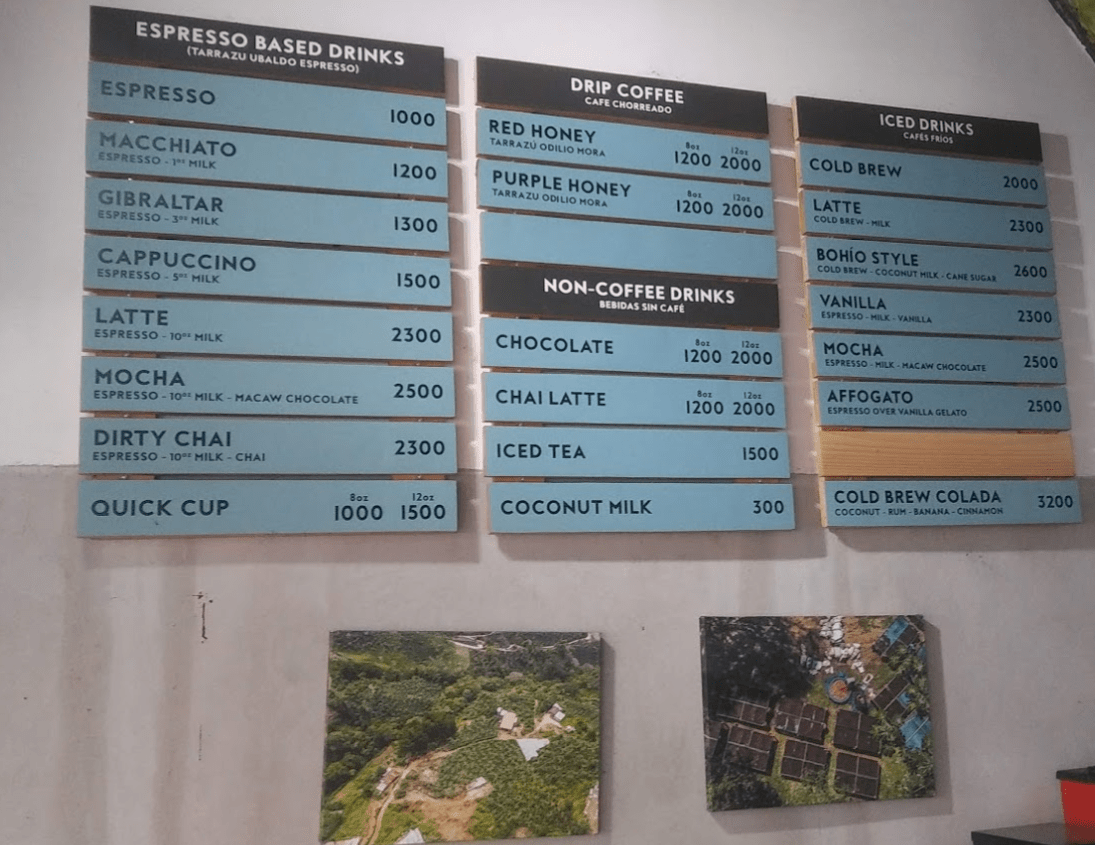 ESPRESSO BASED DRINKS
(TARRAZU UBALDO ESPRESSO)
ESPRESSO 1000
MACCHIATO 1200
ESPRESSO - 1oz MILK
GIBRALTAR 1300
ESPRESSO - 3oz MILK
CAPPUCCINO 1500
ESPRESSO - 5oz MILK
LATTE 2300
ESPRESSO - 10oz MILK
MOCHA 2500
ESPRESSO - 10oz MILK - MACAW CHOCOLATE
DIRTY CHAI 2300
ESPRESSO - 10oz MILK - CHAI
8oz 12oz
QUICK CUP 1000 1500
DRIP COFFEE
CAFE CHORREADO
8oz 12oz
RED HONEY 1200 2000
TARRAZÚ ODILIO MORA
8oz 12oz
PURPLE HONEY 1200 2000
TARRAZU ODILIO MORA
NON-COFFEE DRINKS
BEBIDAS SIN CAFÉ
8oz 12oz
CHOCOLATE 1200 2000
8oz 12oz
CHAI LATTE 1200 2000
ICED TEA 1500
COCONUT MILK 300
ICED DRINKS
CAFÉS FRÍOS
COLD BREW 2000
LATTE 2300
COLD BREW - MILK
BOHÍO STYLE 2600
COLD BREW - COCONUT MILK - CANE SUGAR
VANILLA 2300
ESPRESSO - MILK - VANILLA
MOCHA 2500
ESPRESSO - MILK - MACAW CHOCOLATE
AFFOGATO 2500
ESPRESSO OVER VANILLA GELATO
COLD BREW COLADA 3200
COCONUT - RUM - BANANA - CINNAMON